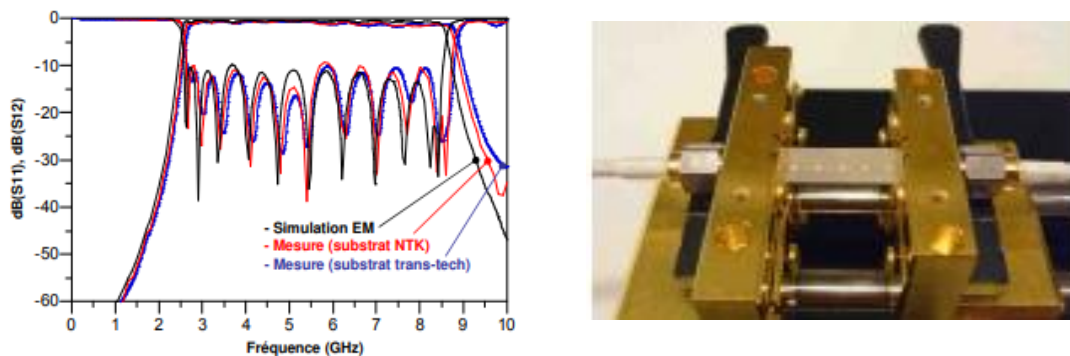 dB(S11), dB(S12)
0
-10
-20
-30
-40
-50
-60
- Simulation EM
- Mesure (substrat NTK)
- Mesure (substrat trans-tech)
0 1 2 3 4 5 6 7 8 9 10
Fréquence (GHz)